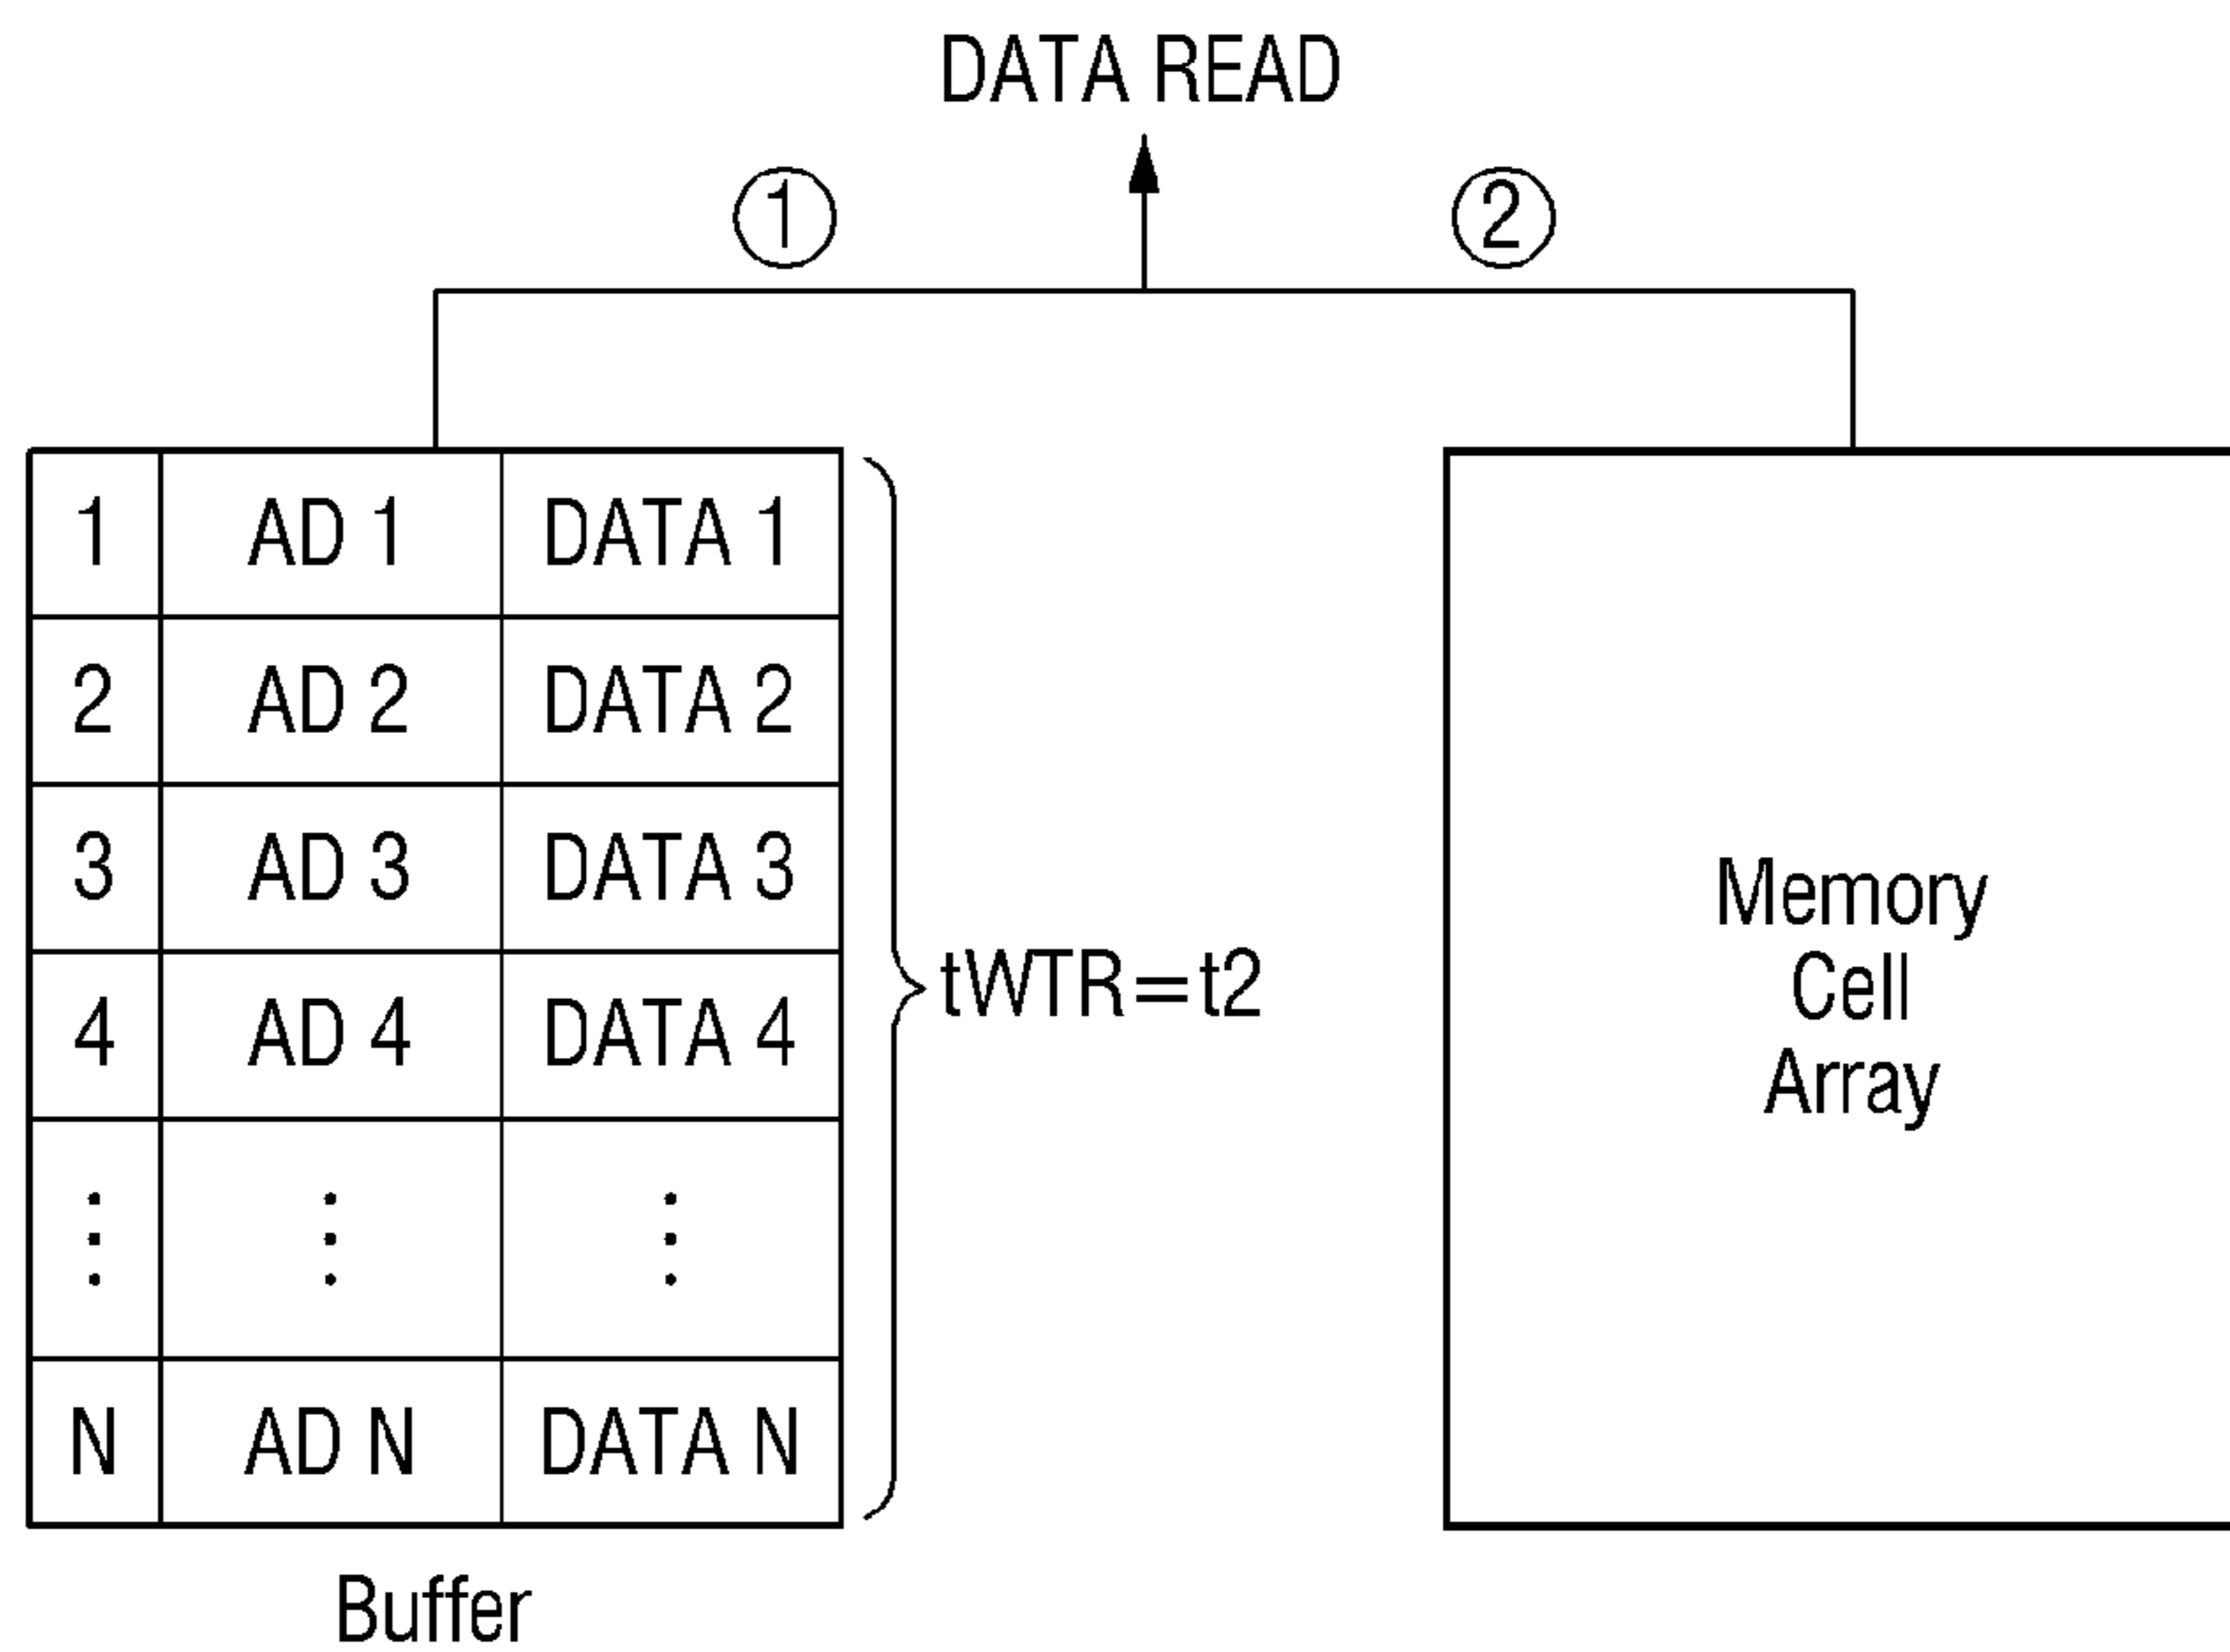 DATA READ
① ②
1 AD 1 DATA 1
2 AD 2 DATA 2
3 AD 3 DATA 3
4 AD 4 DATA 4
⋮ ⋮ ⋮
N AD N DATA N
tWTR=t2
Memory
Cell
Array
Buffer